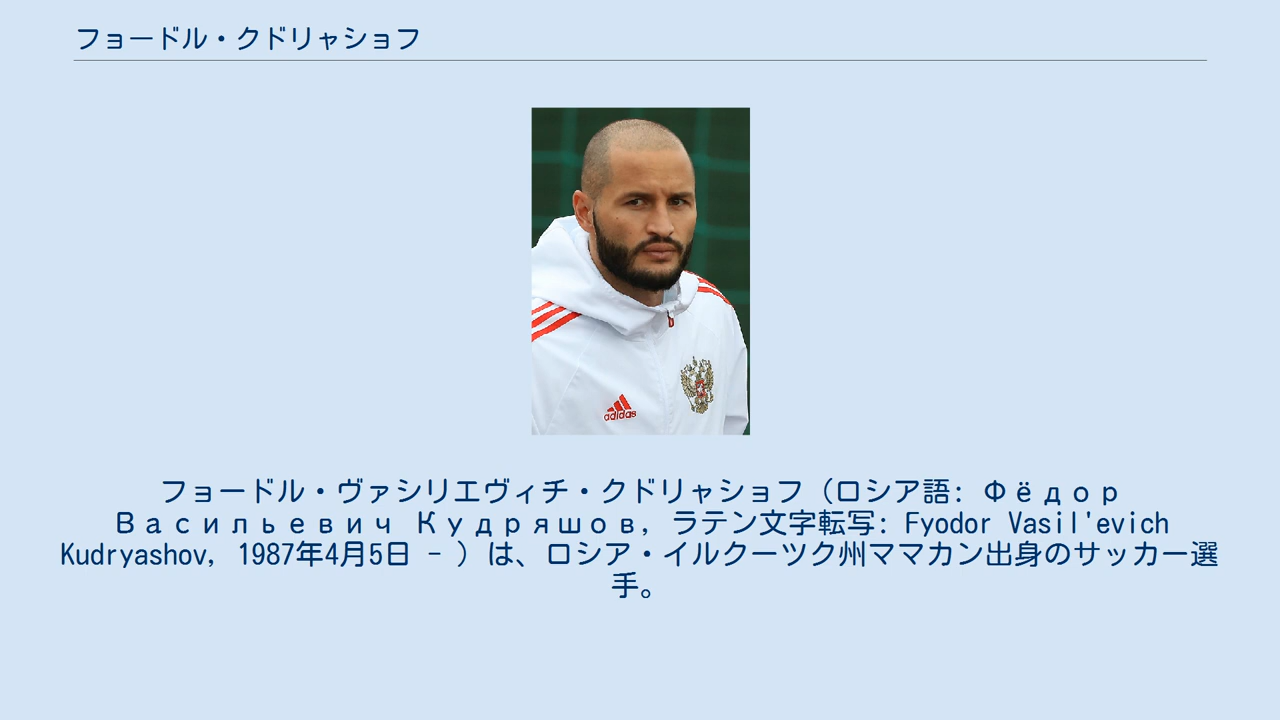 フョードル・クドリャショフ
adidas
フョードル・ヴァシリエヴィチ・クドリャショフ（ロシア語: Фёдор
Васильевич Кудряшов, ラテン文字転写: Fyodor Vasil'evich
Kudryashov, 1987年4月5日 - ）は、ロシア・イルクーツク州ママカン出身のサッカー選
手。